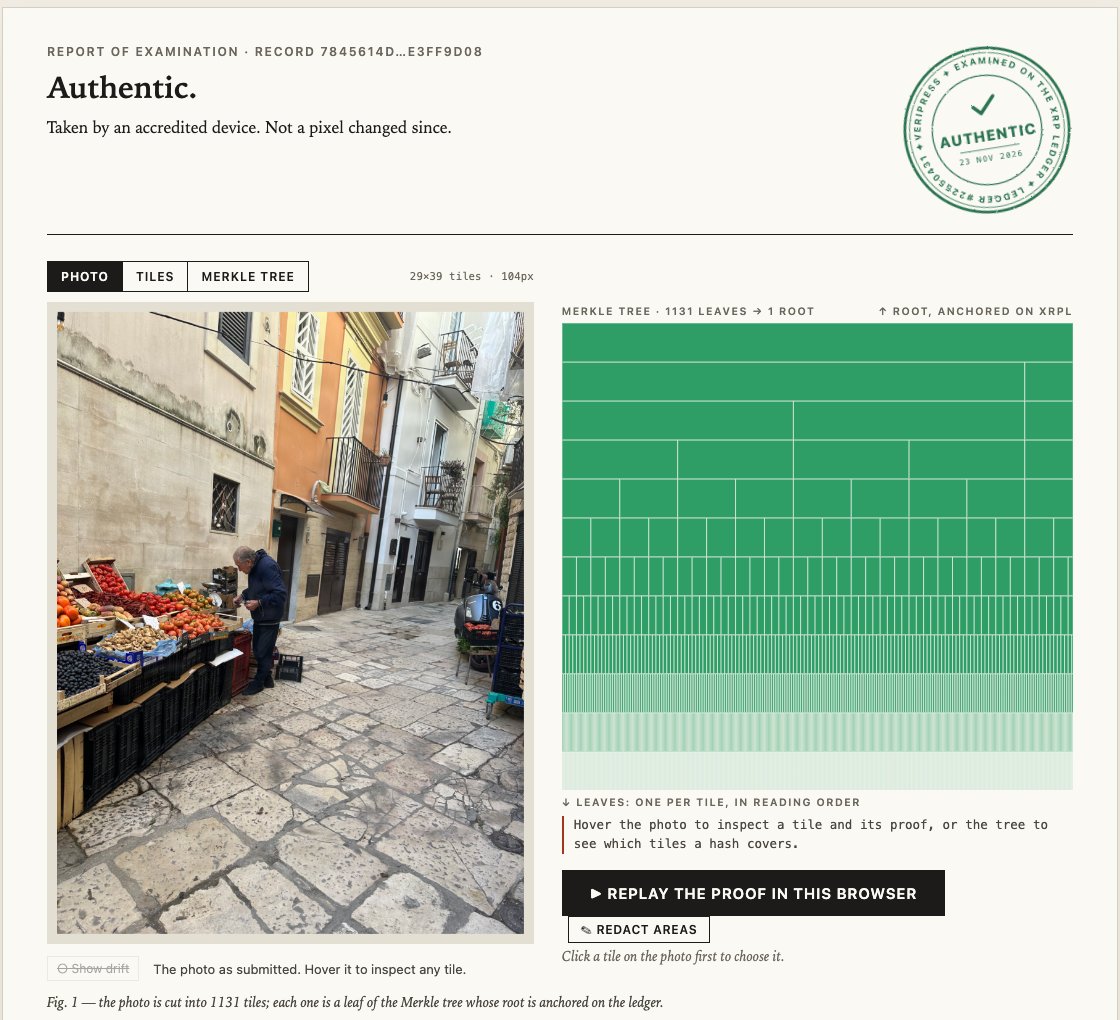 REPORT OF EXAMINATION · RECORD 7845614D…E3FF9D08
Authentic.
Taken by an accredited device. Not a pixel changed since.
VERIPRESS ✦ EXAMINED ON THE XRP LEDGER ✦ LEDGER #22550431 ✦
AUTHENTIC
23 NOV 2026
PHOTO
TILES
MERKLE TREE
29×39 tiles · 104px
MERKLE TREE · 1131 LEAVES → 1 ROOT
↑ ROOT, ANCHORED ON XRPL
6
↓ LEAVES: ONE PER TILE, IN READING ORDER
Hover the photo to inspect a tile and its proof, or the tree to
see which tiles a hash covers.
▶ REPLAY THE PROOF IN THIS BROWSER
✎ REDACT AREAS
Click a tile on the photo first to choose it.
Show drift
The photo as submitted. Hover it to inspect any tile.
Fig. 1 — the photo is cut into 1131 tiles; each one is a leaf of the Merkle tree whose root is anchored on the ledger.